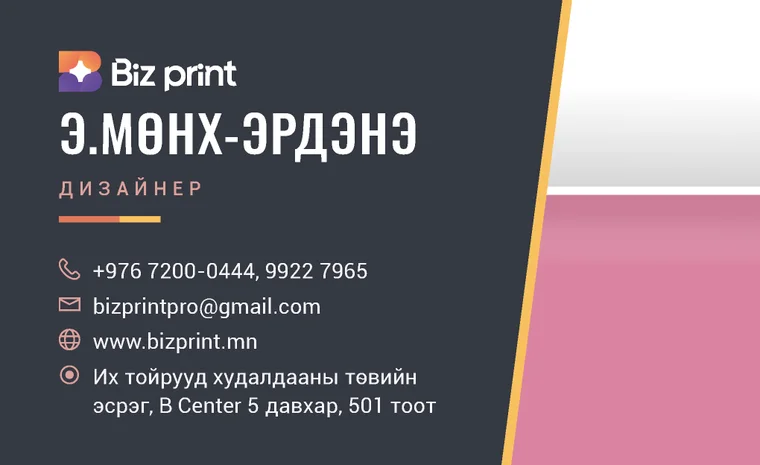 Biz print
Э.МӨНХ-ЭРДЭНЭ
ДИЗАЙНЕР
+976 7200-0444, 9922 7965
bizprintpro@gmail.com
www.bizprint.mn
Их тойрууд худалдааны төвийн
эсрэг, B Center 5 давхар, 501 тоот